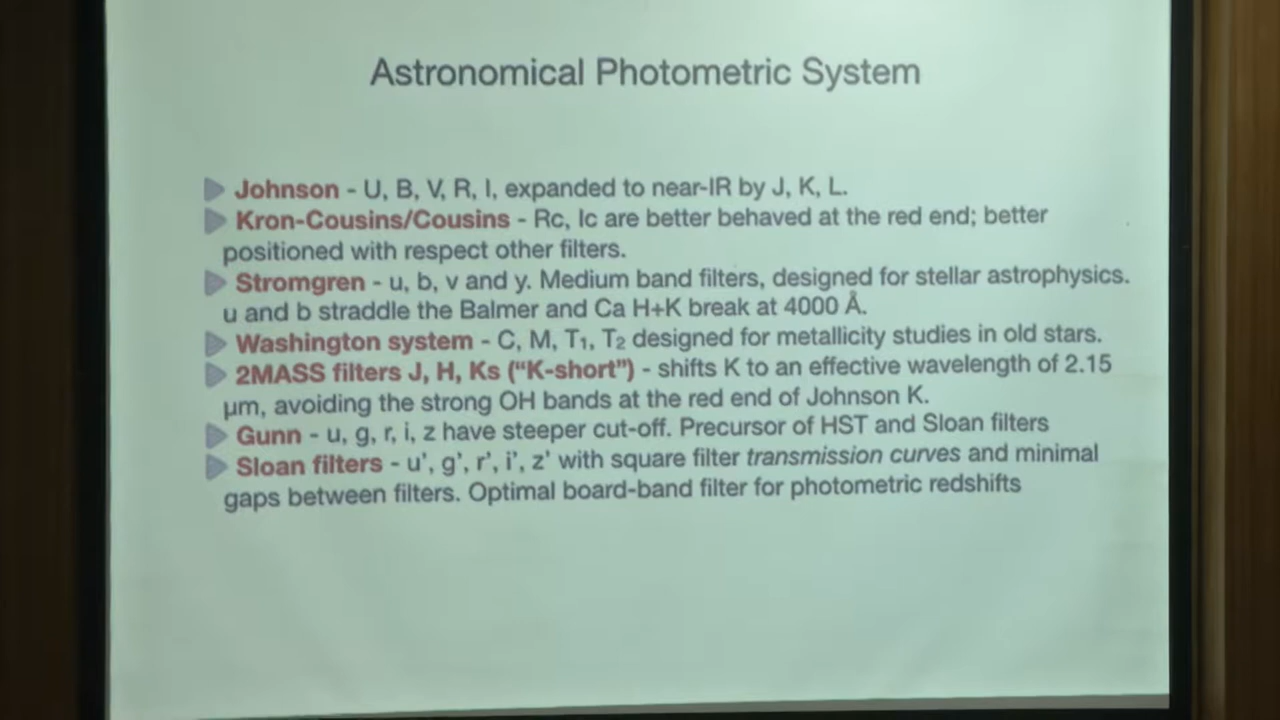 Astronomical Photometric System
Johnson - U, B, V, R, I, expanded to near-IR by J, K, L.
Kron-Cousins/Cousins - Rc, Ic are better behaved at the red end; better
positioned with respect other filters.
Stromgren - u, b, v and y. Medium band filters, designed for stellar astrophysics.
u and b straddle the Balmer and Ca H+K break at 4000 Å.
Washington system - C, M, T₁, T₂ designed for metallicity studies in old stars.
2MASS filters J, H, Ks (“K-short”) - shifts K to an effective wavelength of 2.15
μm, avoiding the strong OH bands at the red end of Johnson K.
Gunn - u, g, r, i, z have steeper cut-off. Precursor of HST and Sloan filters
Sloan filters - u’, g’, r’, i’, z’ with square filter transmission curves and minimal
gaps between filters. Optimal board-band filter for photometric redshifts